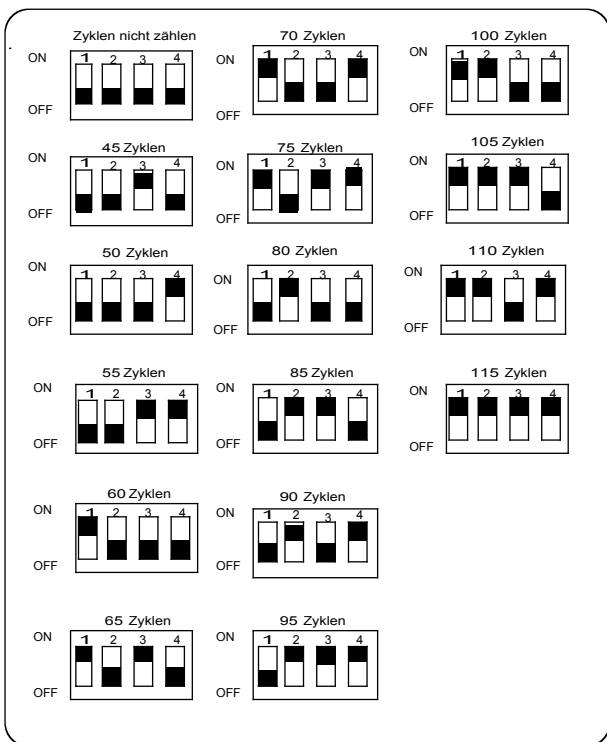 Zyklen nicht zählen
ON 1 2 3 4
OFF
45 Zyklen
ON 1 2 3 4
OFF
50 Zyklen
ON 1 2 3 4
OFF
55 Zyklen
ON 1 2 3 4
OFF
60 Zyklen
ON 1 2 3 4
OFF
65 Zyklen
ON 1 2 3 4
OFF
70 Zyklen
ON 1 2 3 4
OFF
75 Zyklen
ON 1 2 3 4
OFF
80 Zyklen
ON 1 2 3 4
OFF
85 Zyklen
ON 1 2 3 4
OFF
90 Zyklen
ON 1 2 3 4
OFF
95 Zyklen
ON 1 2 3 4
OFF
100 Zyklen
ON 1 2 3 4
OFF
105 Zyklen
ON 1 2 3 4
OFF
110 Zyklen
ON 1 2 3 4
OFF
115 Zyklen
ON 1 2 3 4
OFF